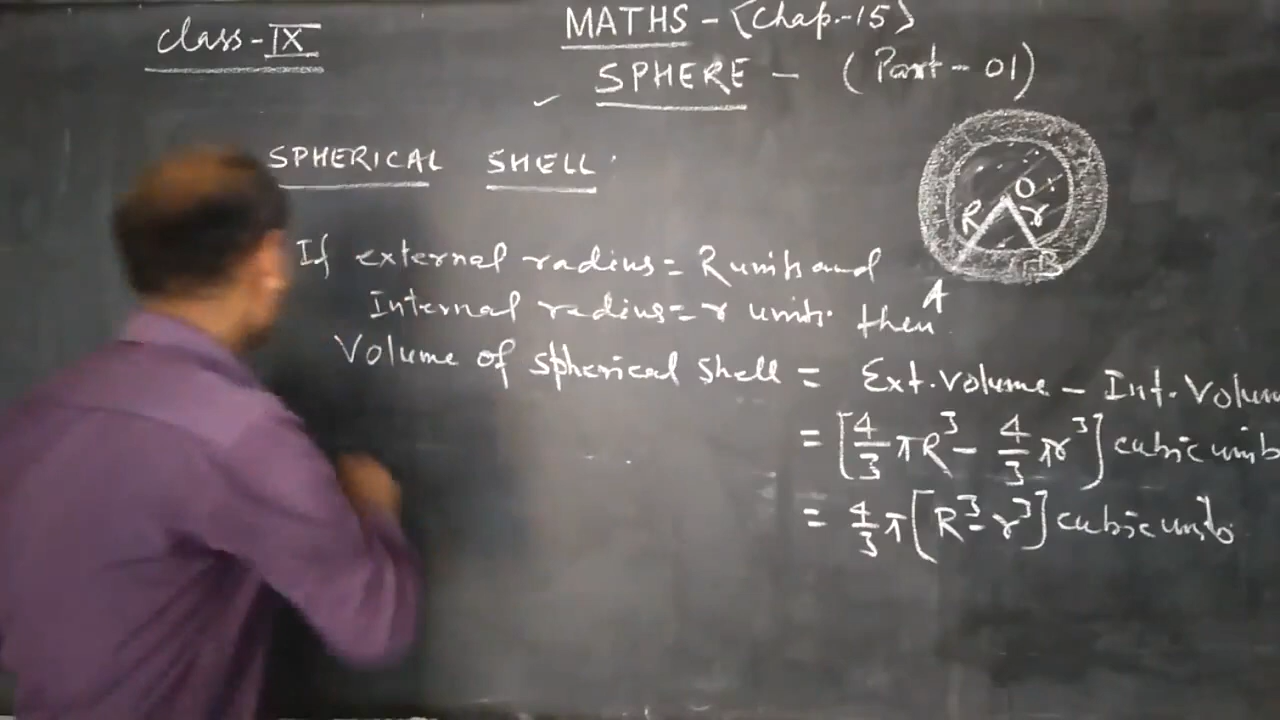 class-IX
MATHS - {Chap.-15}
SPHERE - (Part-01)
SPHERICAL SHELL.
O
R r
B
A
If external radius = R units and
Internal radius = r units. then
Volume of spherical shell = Ext. Volume - Int. Volum
= [4/3 πR³ - 4/3 πr³] cubic units
= 4/3 π [R³ - r³] cubic units